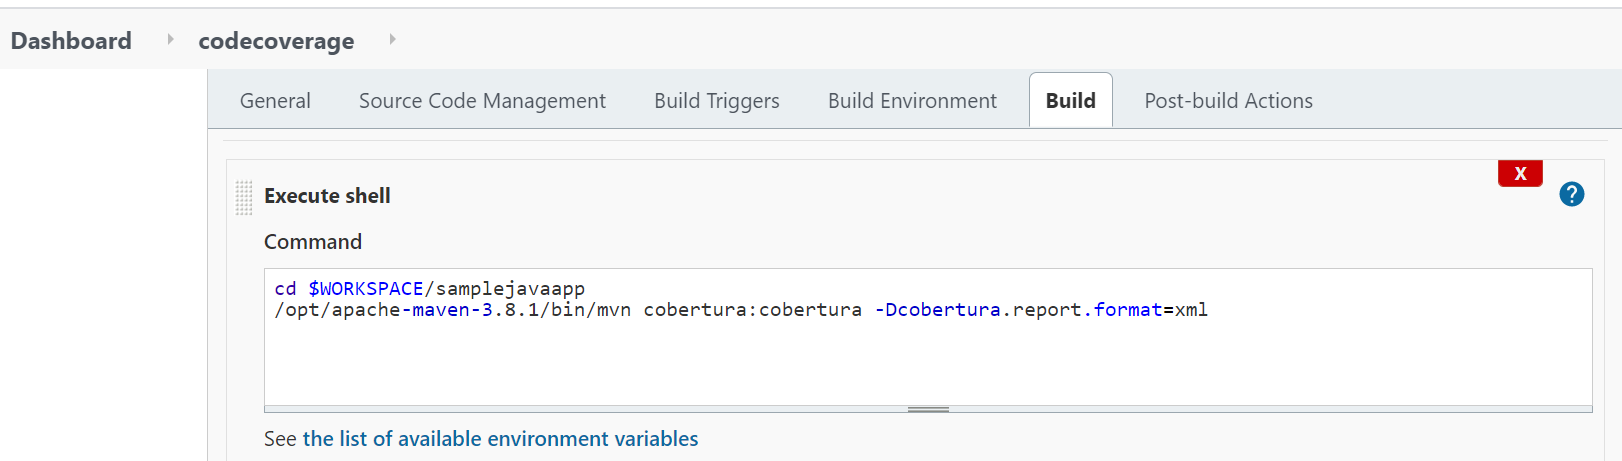 Dashboard codecoverage
General Source Code Management Build Triggers Build Environment Build Post-build Actions
X
Execute shell ?
Command
cd $WORKSPACE/samplejavaapp
/opt/apache-maven-3.8.1/bin/mvn cobertura:cobertura -Dcobertura.report.format=xml
See the list of available environment variables